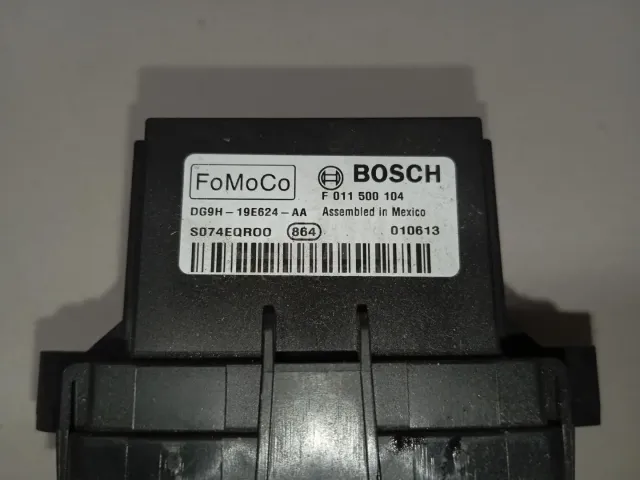 FoMoCo BOSCH
F 011 500 104
DG9H-19E624-AA Assembled in Mexico
S074EQR00 864 010613